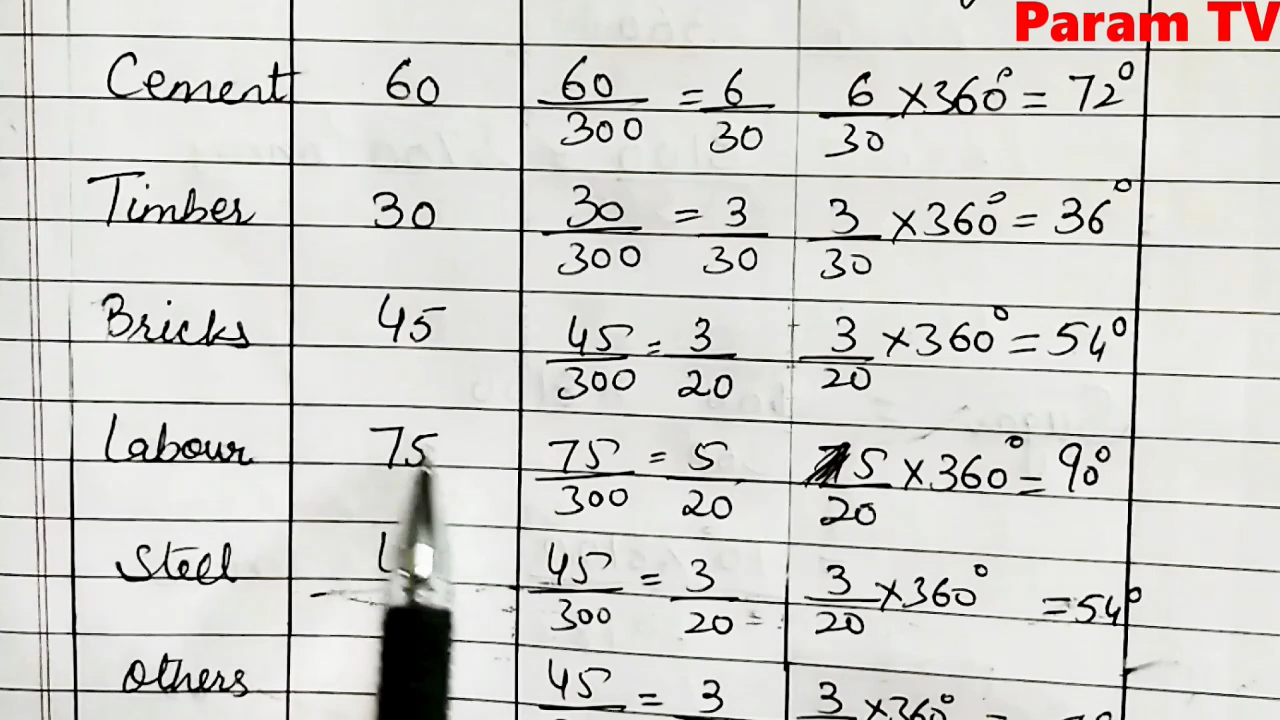 Param TV
Cement 60 60/300 = 6/30 6/30 ×360° = 72°
Timber 30 30/300 = 3/30 3/30 ×360° = 36°
Bricks 45 45/300 = 3/20 3/20 ×360° = 54°
Labour 75 75/300 = 5/20 5/20 ×360° = 90°
Steel 45/300 = 3/20 = 3/20 ×360° = 54°
Others 45 = 3 3 ×360° =